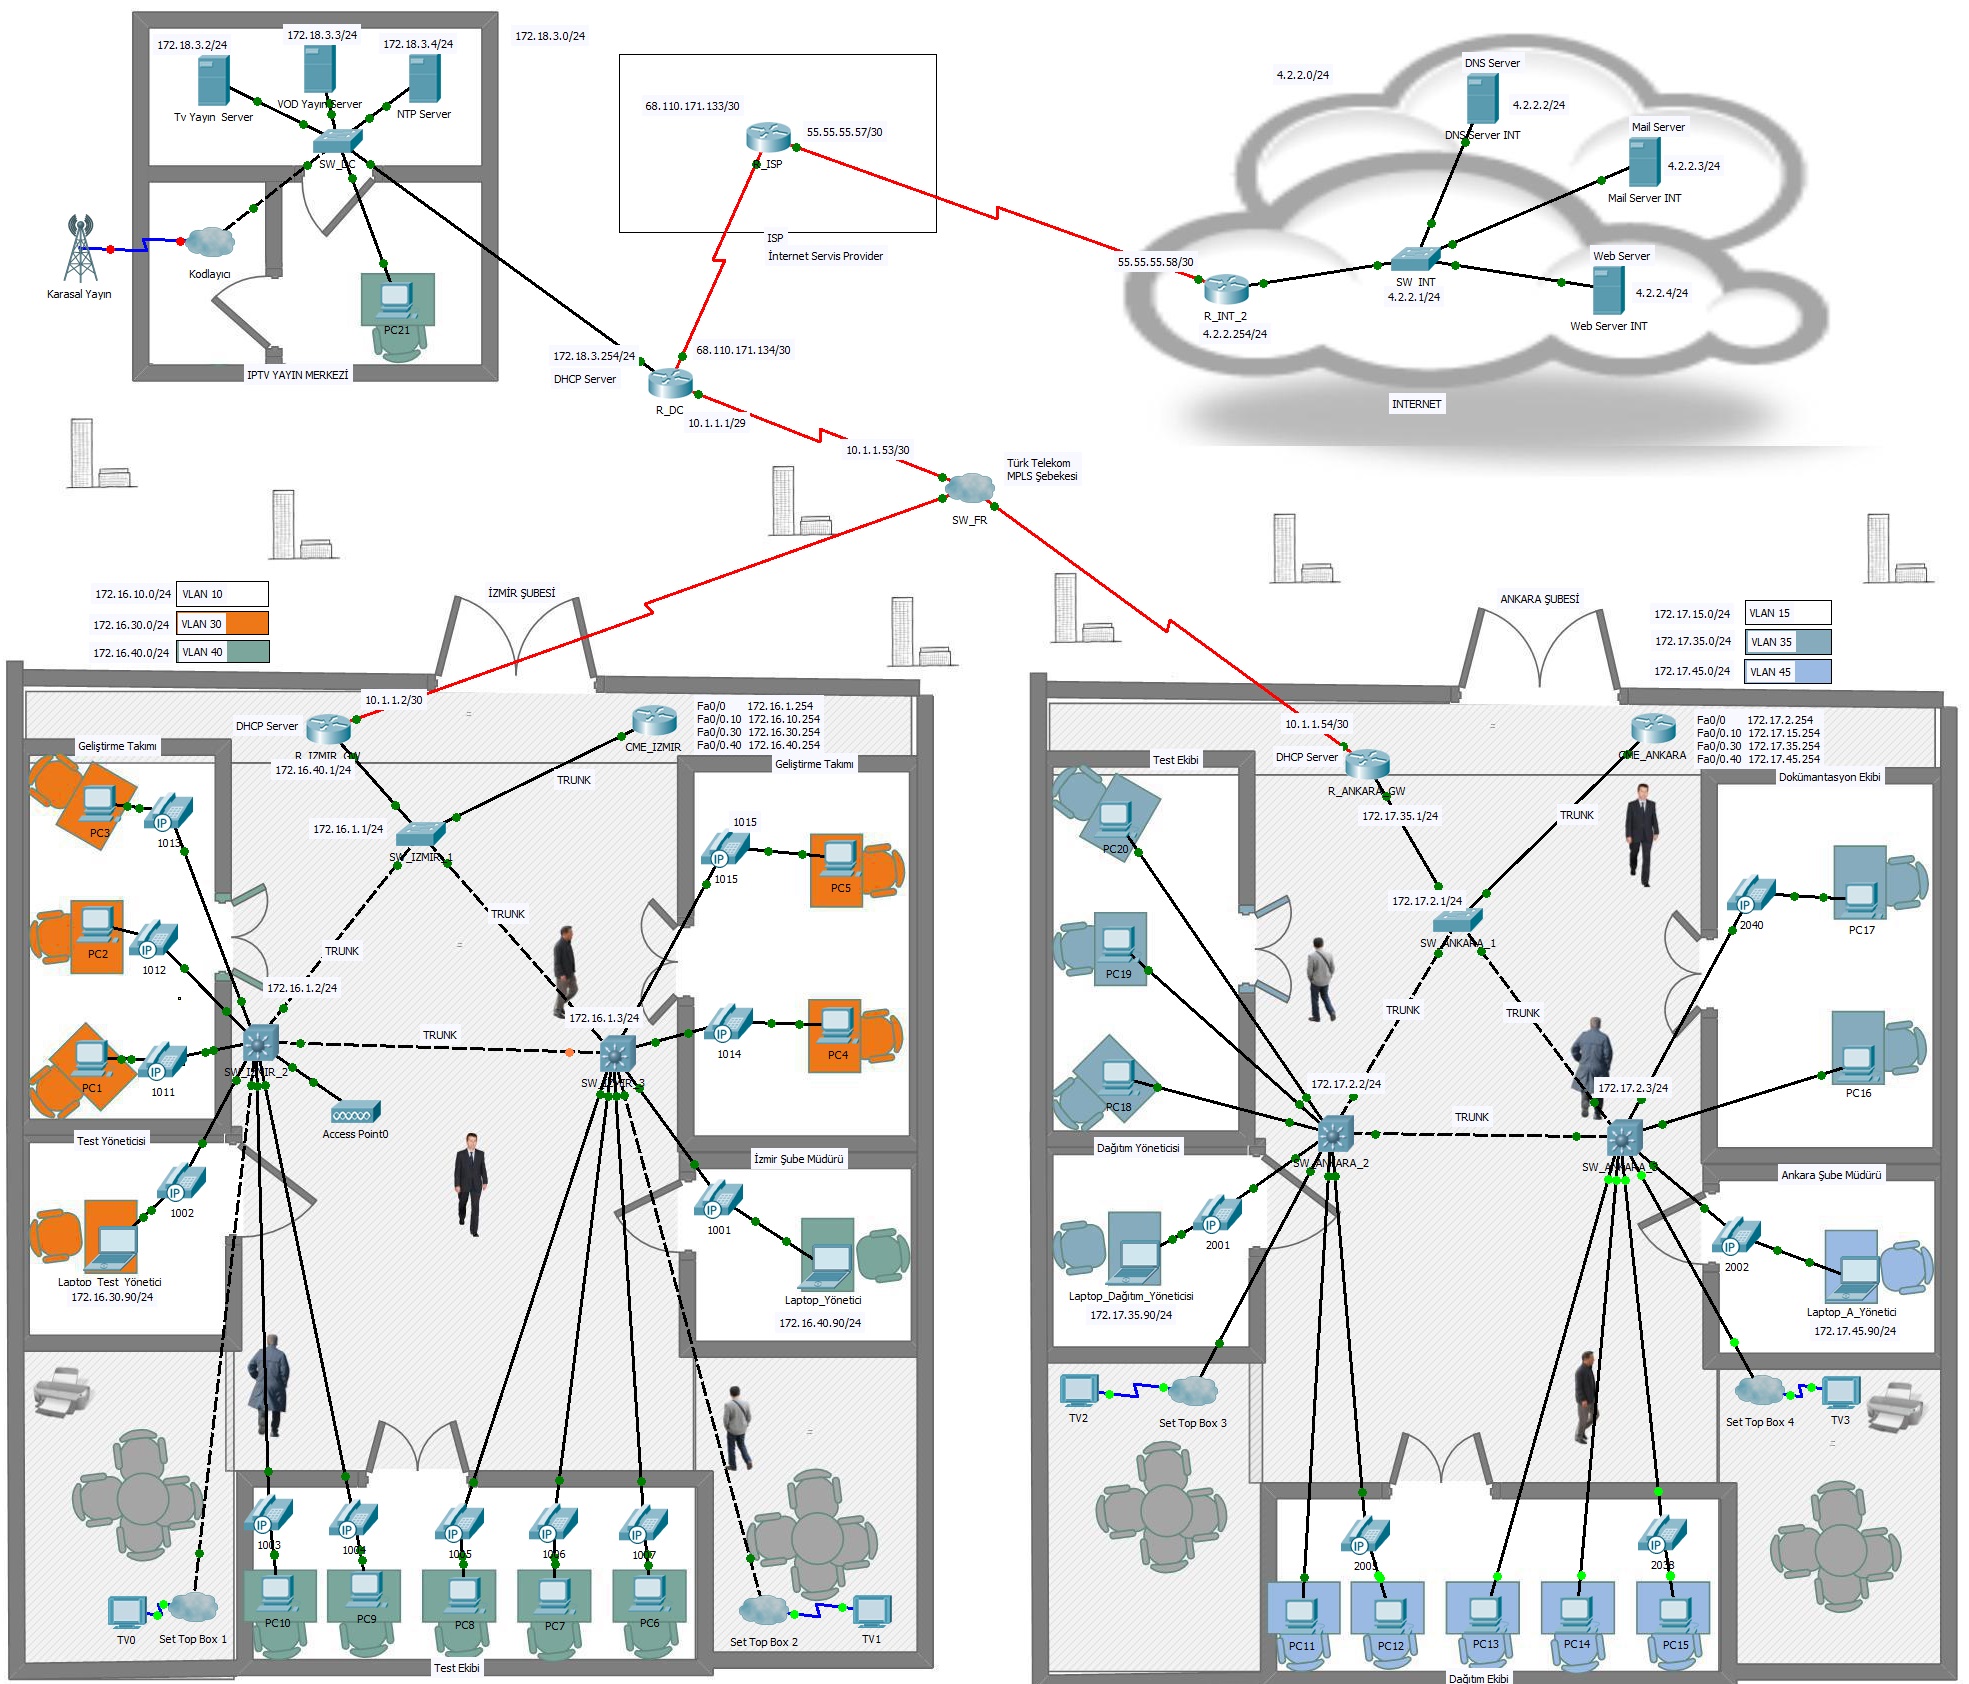 172.18.3.2/24
172.18.3.3/24
172.18.3.4/24
172.18.3.0/24
Tv Yayın Server
VOD Yayın Server
NTP Server
SW_DC
Karasal Yayın
Kodlayıcı
PC21
IPTV YAYIN MERKEZİ
68.110.171.133/30
55.55.55.57/30
R_ISP
ISP
İnternet Servis Provider
4.2.2.0/24
DNS Server
4.2.2.2/24
DNS Server INT
Mail Server
4.2.2.3/24
Mail Server INT
Web Server
4.2.2.4/24
Web Server INT
SW_INT
4.2.2.1/24
55.55.55.58/30
R_INT_2
4.2.2.254/24
INTERNET
172.18.3.254/24
DHCP Server
68.110.171.134/30
R_DC
10.1.1.1/29
10.1.1.53/30
Türk Telekom
MPLS Şebekesi
SW_FR
172.16.10.0/24
VLAN 10
172.16.30.0/24
VLAN 30
172.16.40.0/24
VLAN 40
İZMİR ŞUBESİ
10.1.1.2/30
DHCP Server
R_IZMIR_GW
172.16.40.1/24
CME_IZMIR
Fa0/0 172.16.1.254
Fa0/0.10 172.16.10.254
Fa0/0.30 172.16.30.254
Fa0/0.40 172.16.40.254
TRUNK
Geliştirme Takımı
PC3
1013
PC2
1012
PC1
1011
172.16.1.1/24
SW_IZMIR_1
TRUNK
TRUNK
172.16.1.2/24
SW_IZMIR_2
TRUNK
172.16.1.3/24
SW_IZMIR_3
Access Point0
Geliştirme Takımı
1015
1015
PC5
1014
PC4
Test Yöneticisi
1002
Laptop_Test_Yönetici
172.16.30.90/24
İzmir Şube Müdürü
1001
Laptop_Yönetici
172.16.40.90/24
1003
1004
1005
1006
1007
PC10
PC9
PC8
PC7
PC6
TV0
Set Top Box 1
Set Top Box 2
TV1
Test Ekibi
ANKARA ŞUBESİ
172.17.15.0/24
VLAN 15
172.17.35.0/24
VLAN 35
172.17.45.0/24
VLAN 45
10.1.1.54/30
DHCP Server
R_ANKARA_GW
172.17.35.1/24
CME_ANKARA
Fa0/0 172.17.2.254
Fa0/0.10 172.17.15.254
Fa0/0.30 172.17.35.254
Fa0/0.40 172.17.45.254
TRUNK
Test Ekibi
PC20
PC19
PC18
172.17.2.1/24
SW_ANKARA_1
TRUNK
TRUNK
172.17.2.2/24
SW_ANKARA_2
TRUNK
172.17.2.3/24
SW_ANKARA_
Dokümantasyon Ekibi
2040
PC17
PC16
Dağıtım Yöneticisi
2001
Laptop_Dağıtım_Yöneticisi
172.17.35.90/24
Ankara Şube Müdürü
2002
Laptop_A_Yönetici
172.17.45.90/24
TV2
Set Top Box 3
Set Top Box 4
TV3
2038
PC11
PC12
PC13
PC14
PC15
Dağıtım Ekibi